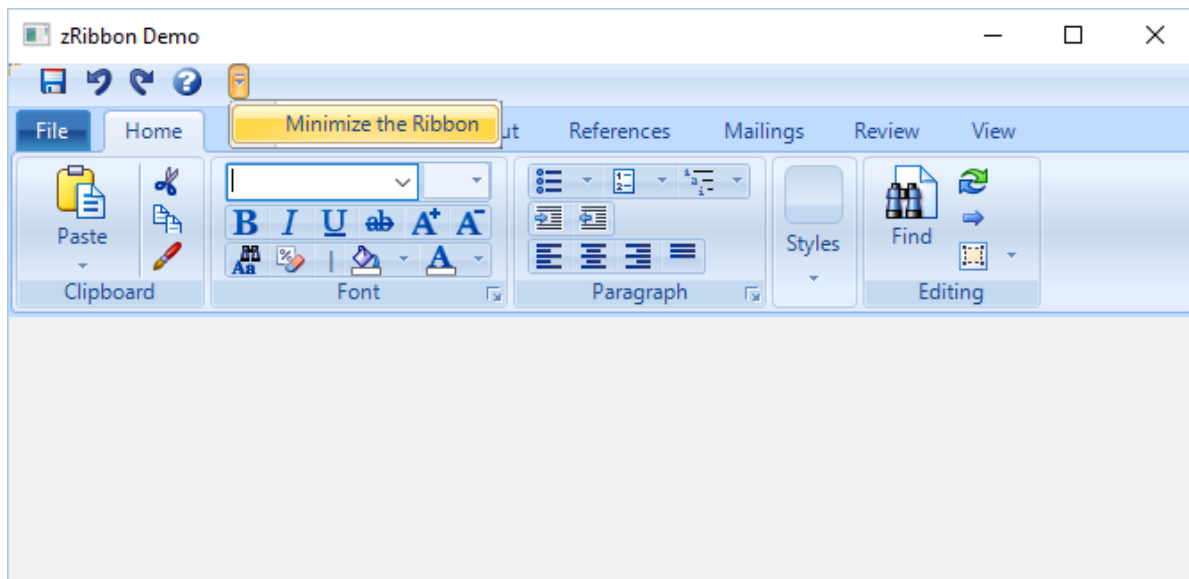 zRibbon Demo
Minimize the Ribbon
File Home ut References Mailings Review View
Paste
Styles
Find
B I U ab A A
Aa
A
Clipboard Font Paragraph Editing